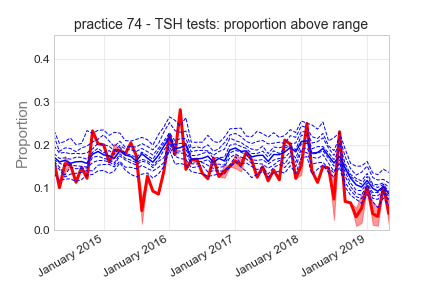 practice 74 - TSH tests: proportion above range
Proportion
0.4
0.3
0.2
0.1
0.0
January 2015
January 2016
January 2017
January 2018
January 2019